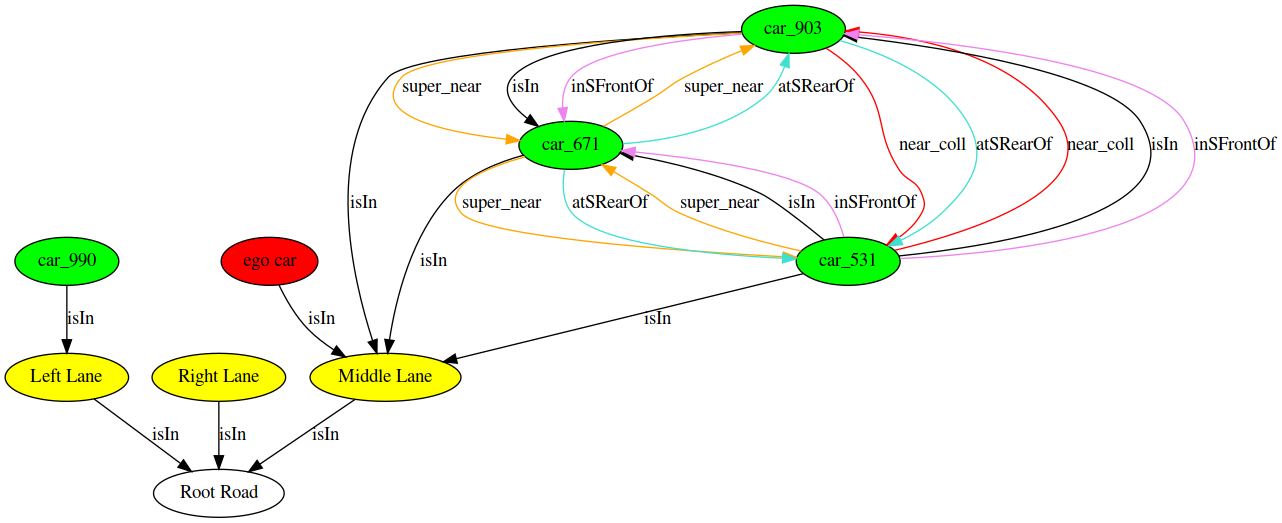 car_903
super_near
isIn
inSFrontOf
super_near
atSRearOf
car_671
near_coll
atSRearOf
near_coll
isIn
inSFrontOf
isIn
super_near
atSRearOf
super_near
isIn
inSFrontOf
car_990
ego car
isIn
car_531
isIn
isIn
isIn
Left Lane
Right Lane
Middle Lane
isIn
isIn
isIn
Root Road